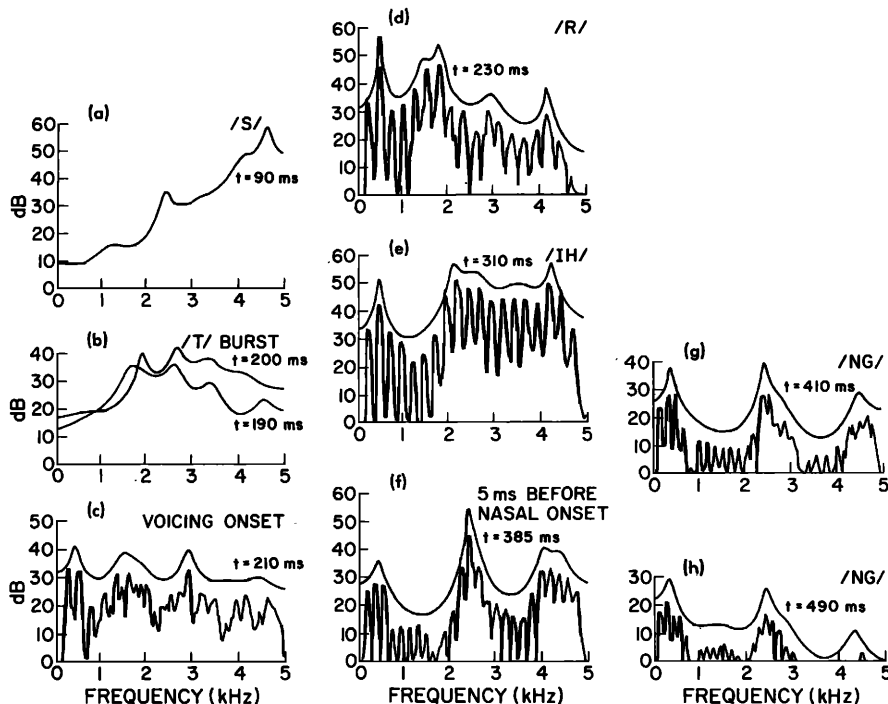 (a)
/S/
t = 90 ms
60
50
40
30
20
10
0
dB
0 1 2 3 4 5
(b)
/T/ BURST
t = 200 ms
t = 190 ms
40
30
20
10
0
dB
0 1 2 3 4 5
(c)
VOICING ONSET
t = 210 ms
50
40
30
20
10
0
dB
0 1 2 3 4 5
FREQUENCY (kHz)
(d)
/R/
t = 230 ms
60
50
40
30
20
10
0
0 1 2 3 4 5
(e)
t = 310 ms
/IH/
60
50
40
30
20
10
0
0 1 2 3 4 5
(f)
5 ms BEFORE
NASAL ONSET
t = 385 ms
60
50
40
30
20
10
0
0 1 2 3 4 5
FREQUENCY (kHz)
(g)
/NG/
t = 410 ms
40
30
20
10
0
0 1 2 3 4 5
(h)
/NG/
t = 490 ms
30
20
10
0
0 1 2 3 4 5
FREQUENCY (kHz)